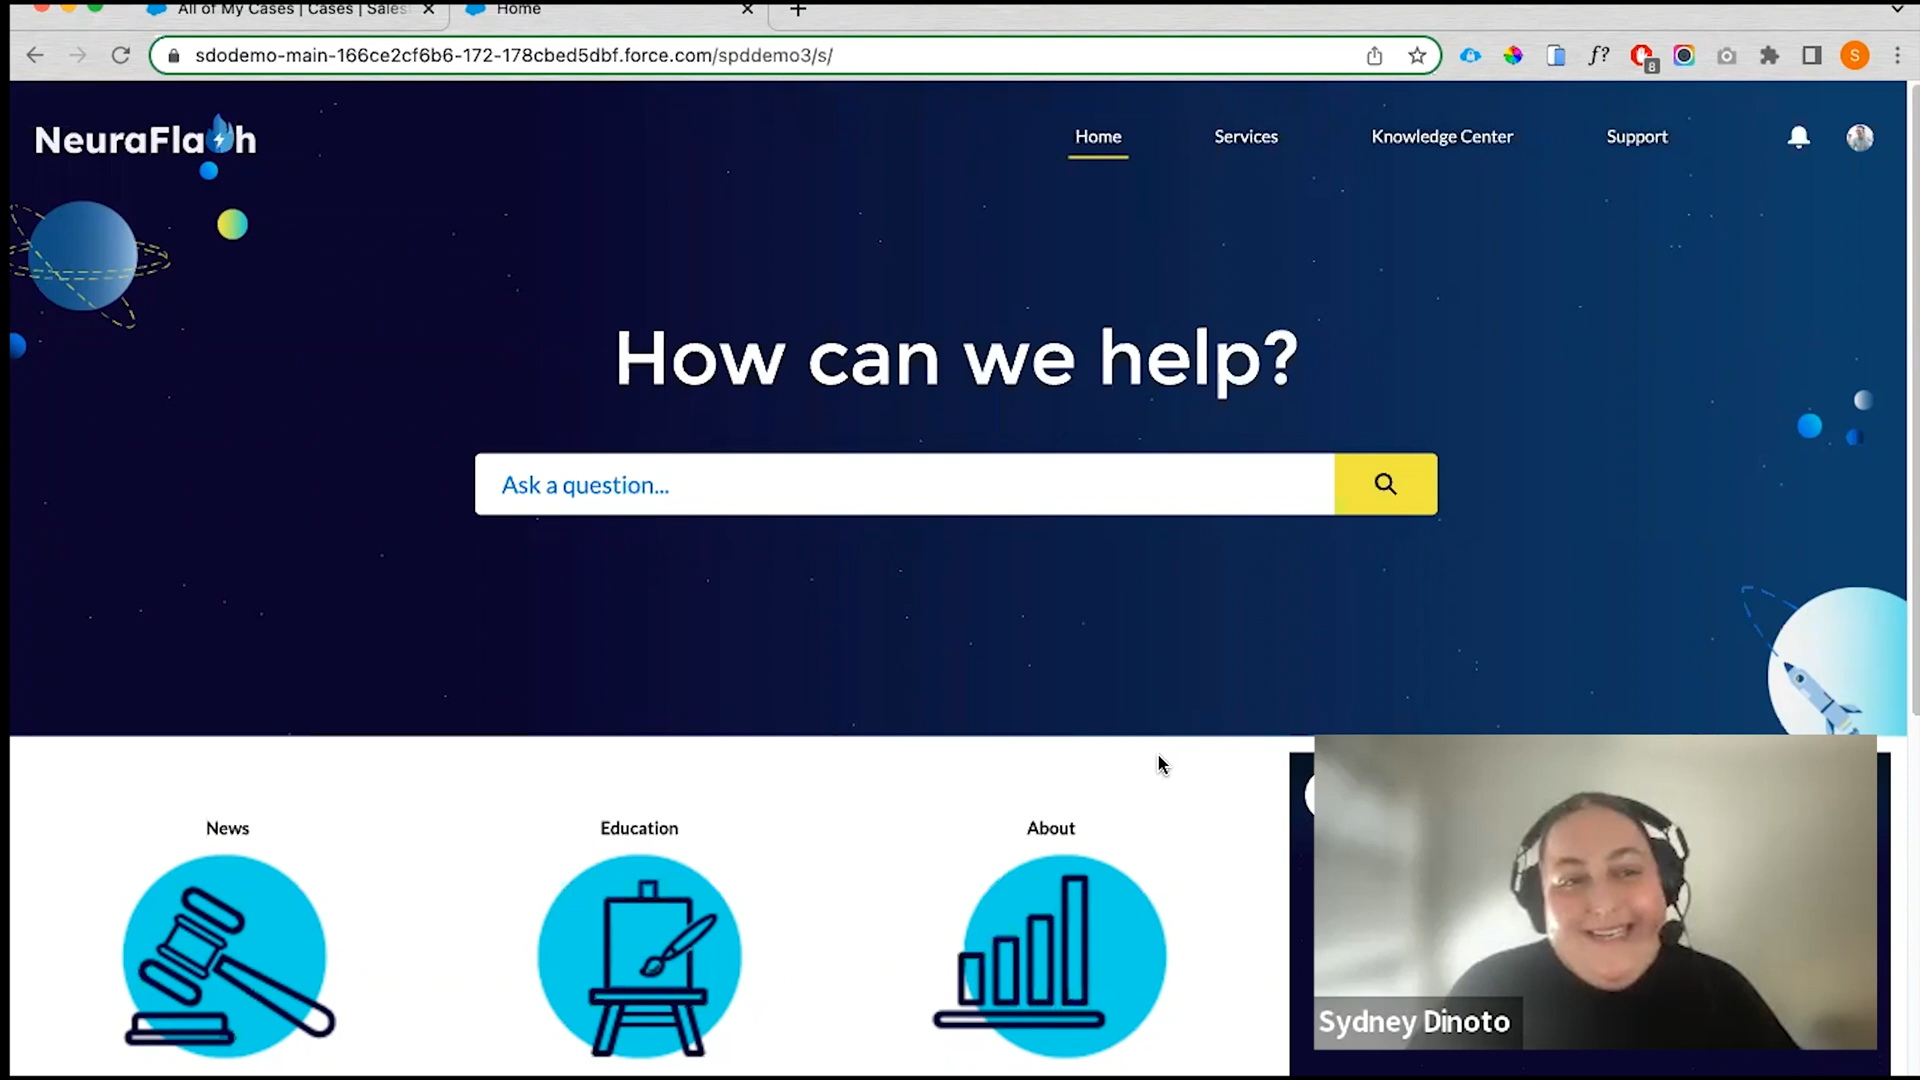 All of My Cases | Cases | Sales
Home
sdodemo-main-166ce2cf6b6-172-178cbed5dbf.force.com/spddemo3/s/
f?
8
S
NeuraFlash
Home
Services
Knowledge Center
Support
How can we help?
Ask a question...
News
Education
About
Sydney Dinoto